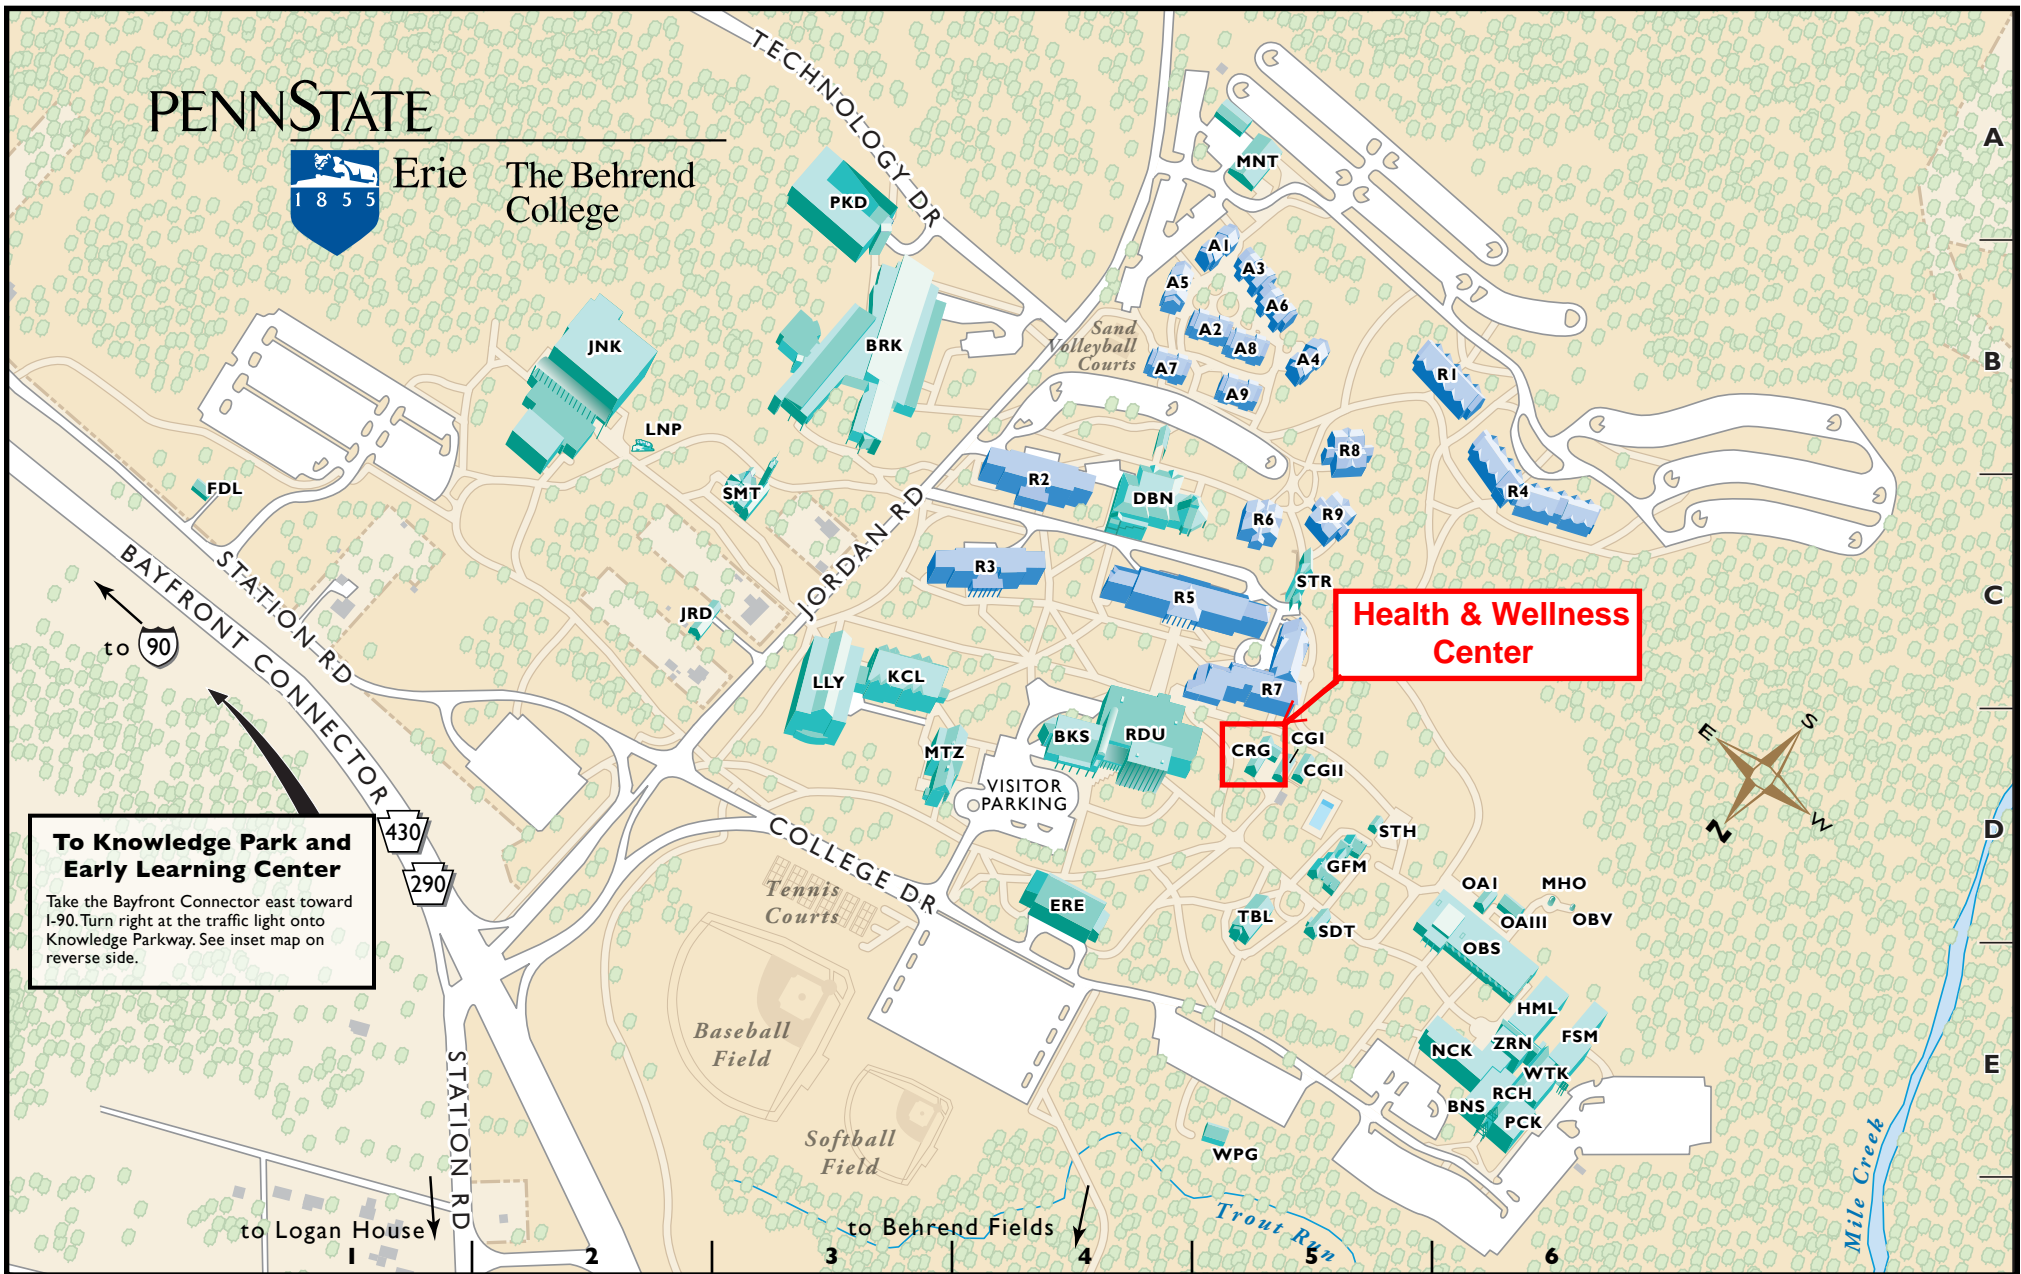 PENNSTATE
1 8 5 5
Erie
The Behrend
College
TECHNOLOGY DR
PKD
MNT
A
A1
A3
A5
A6
A2
A8
A7
A4
A9
Sand
Volleyball
Courts
JNK
BRK
B
R1
LNP
R8
SMT
FDL
R2
DBN
R6
R9
R4
JORDAN RD
STATION RD
BAYFRONT CONNECTOR
to 90
R3
R5
STR
C
JRD
Health & Wellness
Center
LLY
KCL
R7
BKS
RDU
MTZ
CRG
CGI
CGII
VISITOR
PARKING
E
S
N
W
D
430
290
To Knowledge Park and
Early Learning Center
Take the Bayfront Connector east toward
I-90. Turn right at the traffic light onto
Knowledge Parkway. See inset map on
reverse side.
COLLEGE DR
Tennis
Courts
STH
GFM
ERE
TBL
SDT
OAI
MHO
OAIII
OBV
OBS
HML
FSM
ZRN
NCK
WTK
RCH
BNS
PCK
E
Baseball
Field
Softball
Field
STATION RD
WPG
Mile Creek
Trout Run
to Logan House
to Behrend Fields
1
2
3
4
5
6